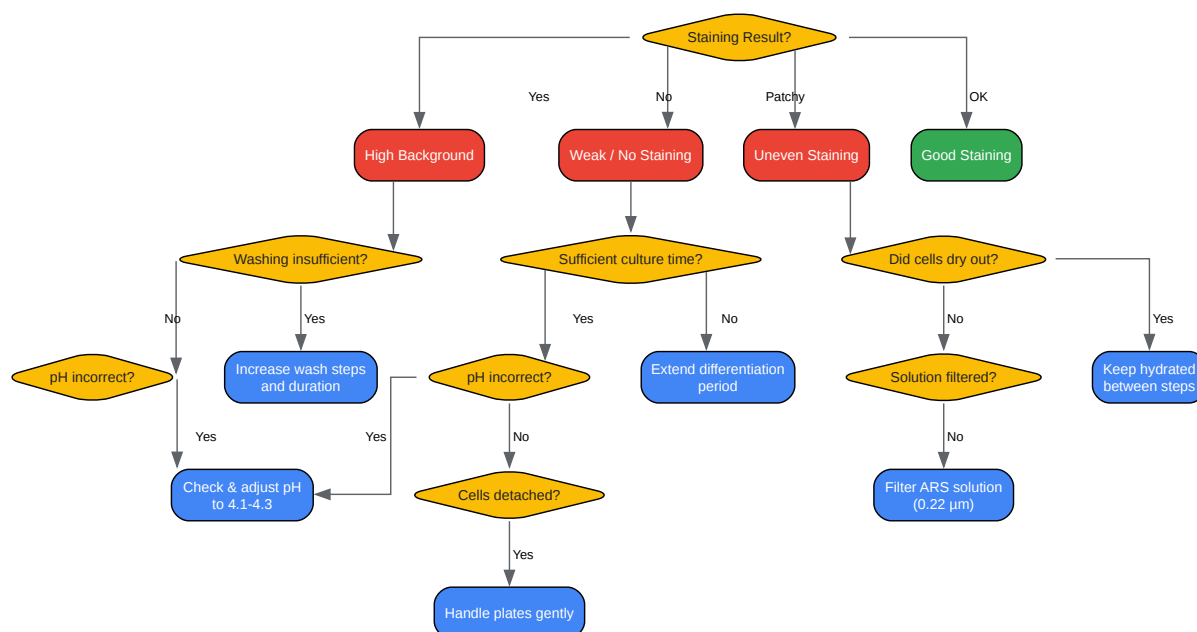 Staining Result?
Yes
No
Patchy
OK
High Background
Weak / No Staining
Uneven Staining
Good Staining
Washing insufficient?
Sufficient culture time?
Did cells dry out?
No
Yes
Yes
No
No
Yes
pH incorrect?
Increase wash steps
and duration
pH incorrect?
Extend differentiation
period
Solution filtered?
Keep hydrated
between steps
Yes
Yes
No
No
Check & adjust pH
to 4.1-4.3
Cells detached?
Filter ARS solution
(0.22 µm)
Yes
Handle plates gently